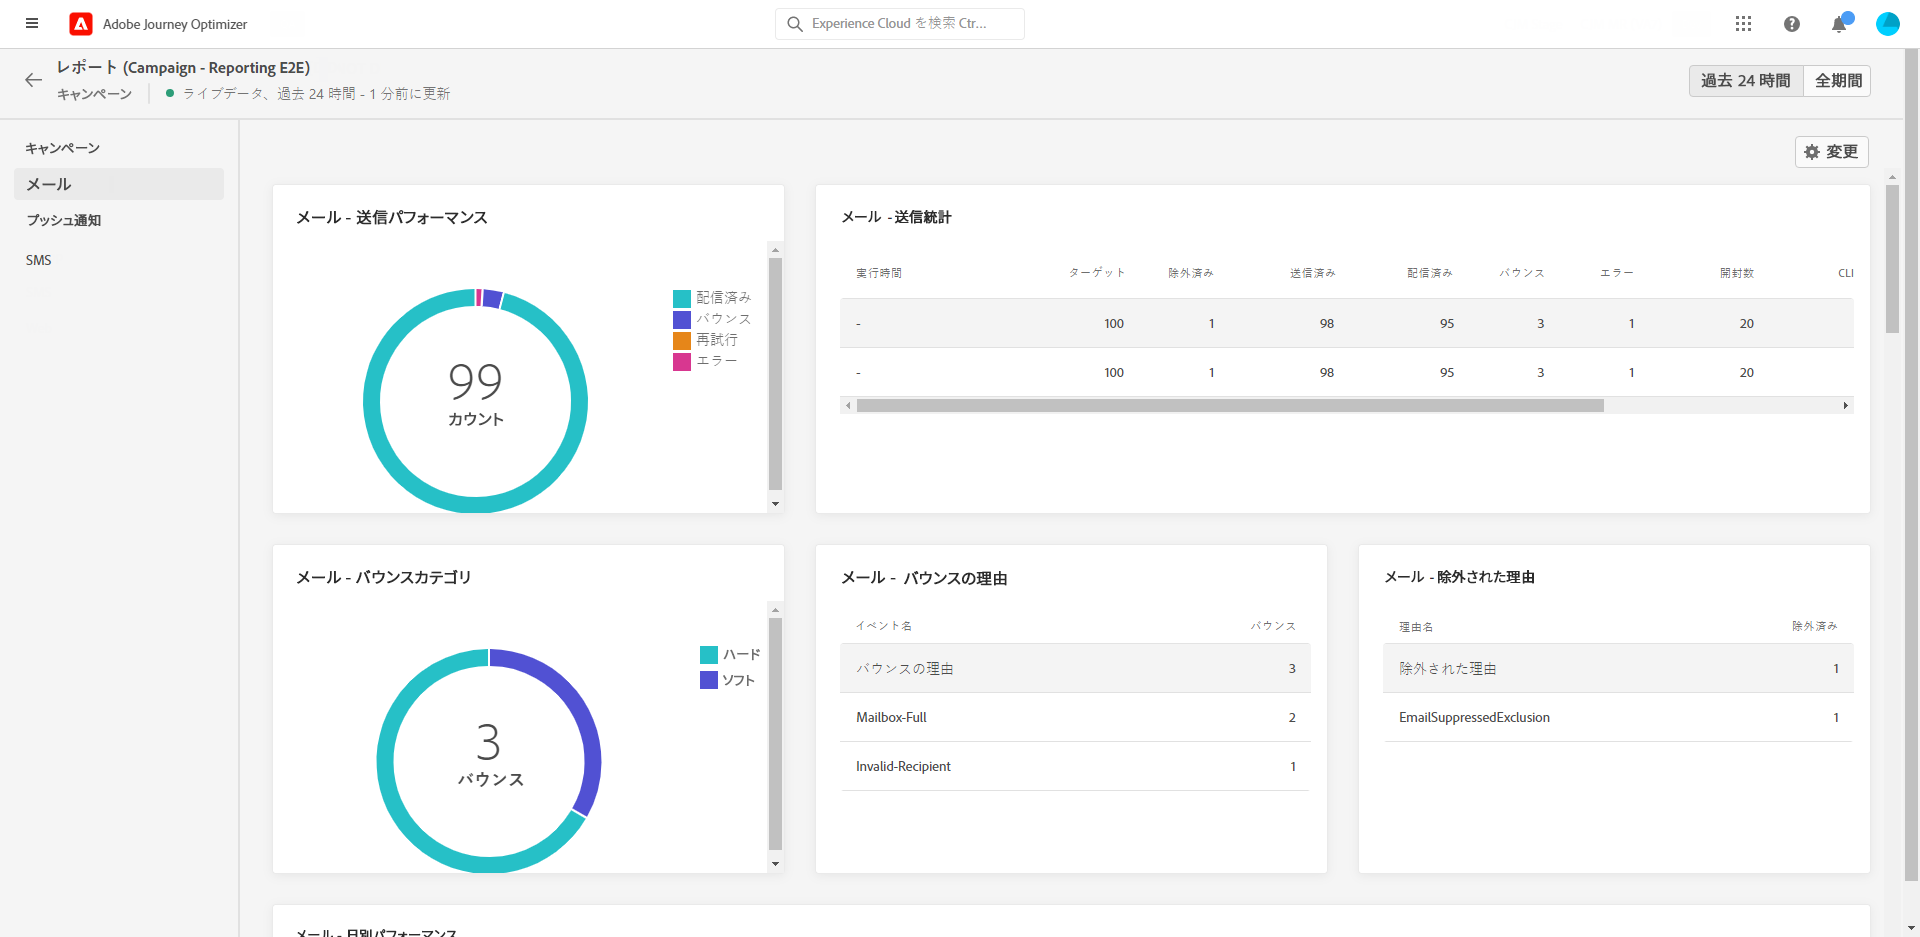 Adobe Journey Optimizer
Experience Cloud を検索 Ctr...
レポート (Campaign - Reporting E2E)
キャンペーン
ライブデータ、過去 24 時間 - 1 分前に更新
過去 24 時間
全期間
キャンペーン
メール
プッシュ通知
SMS
変更
メール - 送信パフォーマンス
99
カウント
配信済み
バウンス
再試行
エラー
メール - 送信統計
実行時間 ターゲット 除外済み 送信済み 配信済み バウンス エラー 開封数 CLI
- 100 1 98 95 3 1 20
- 100 1 98 95 3 1 20
メール - バウンスカテゴリ
3
バウンス
ハード
ソフト
メール - バウンスの理由
イベント名 バウンス
バウンスの理由 3
Mailbox-Full 2
Invalid-Recipient 1
メール - 除外された理由
理由名 除外済み
除外された理由 1
EmailSuppressedExclusion 1
メール - 日別パフォーマンス